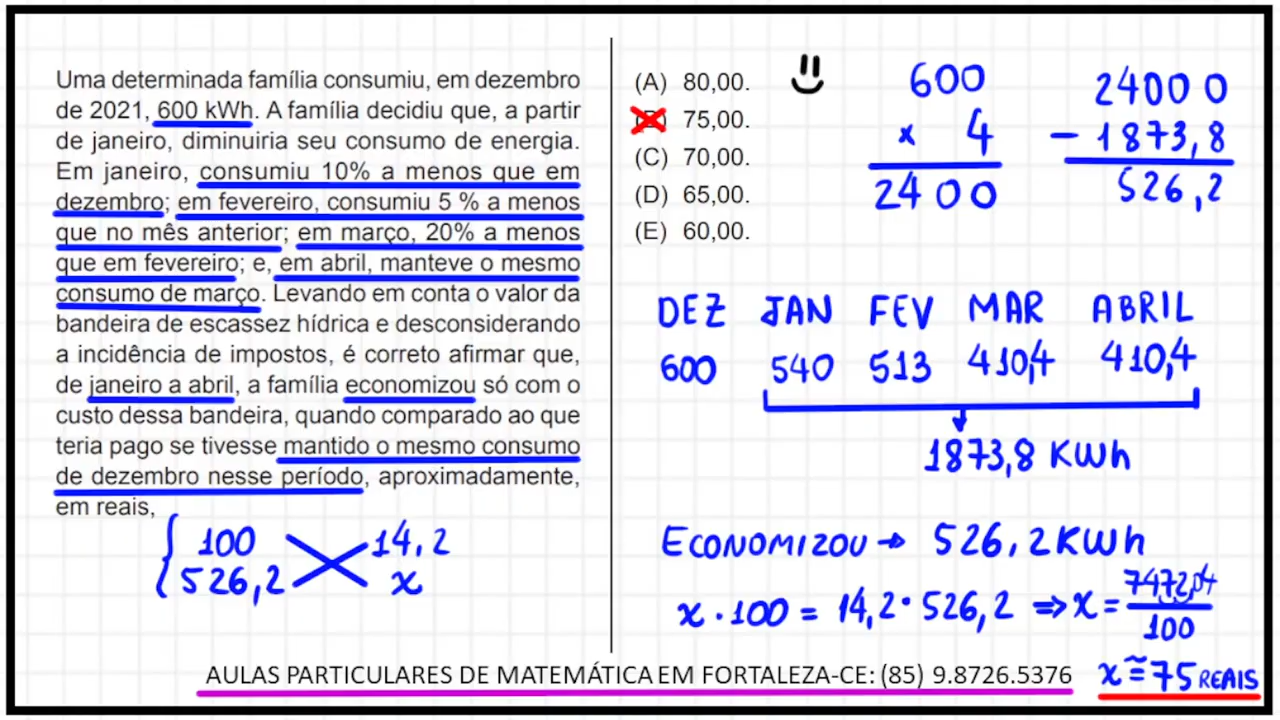 Uma determinada família consumiu, em dezembro
de 2021, 600 kWh. A família decidiu que, a partir
de janeiro, diminuiria seu consumo de energia.
Em janeiro, consumiu 10% a menos que em
dezembro; em fevereiro, consumiu 5 % a menos
que no mês anterior; em março, 20% a menos
que em fevereiro; e, em abril, manteve o mesmo
consumo de março. Levando em conta o valor da
bandeira de escassez hídrica e desconsiderando
a incidência de impostos, é correto afirmar que,
de janeiro a abril, a família economizou só com o
custo dessa bandeira, quando comparado ao que
teria pago se tivesse mantido o mesmo consumo
de dezembro nesse período, aproximadamente,
em reais,
100 14,2
526,2 x
(A) 80,00.
75,00.
(C) 70,00.
(D) 65,00.
(E) 60,00.
600
x 4
2400
2400 0
- 1873,8
526,2
DEZ JAN FEV MAR ABRIL
600 540 513 410,4 410,4
1873,8 KWh
ECONOMIZOU → 526,2 KWh
x . 100 = 14,2 . 526,2 ⇒ x = 7472,04
100
x ≅ 75 REAIS
AULAS PARTICULARES DE MATEMÁTICA EM FORTALEZA-CE: (85) 9.8726.5376